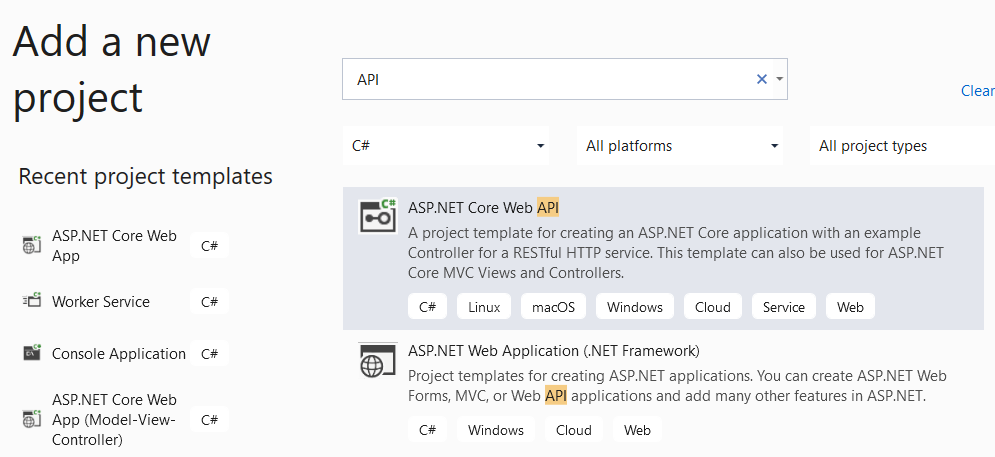 Add a new
project
Recent project templates
ASP.NET Core Web
App
C#
Worker Service
C#
Console Application
C#
ASP.NET Core Web
App (Model-View-
Controller)
C#
API
Clear
C#
All platforms
All project types
ASP.NET Core Web API
A project template for creating an ASP.NET Core application with an example
Controller for a RESTful HTTP service. This template can also be used for ASP.NET
Core MVC Views and Controllers.
C# Linux macOS Windows Cloud Service Web
ASP.NET Web Application (.NET Framework)
Project templates for creating ASP.NET applications. You can create ASP.NET Web
Forms, MVC, or Web API applications and add many other features in ASP.NET.
C# Windows Cloud Web